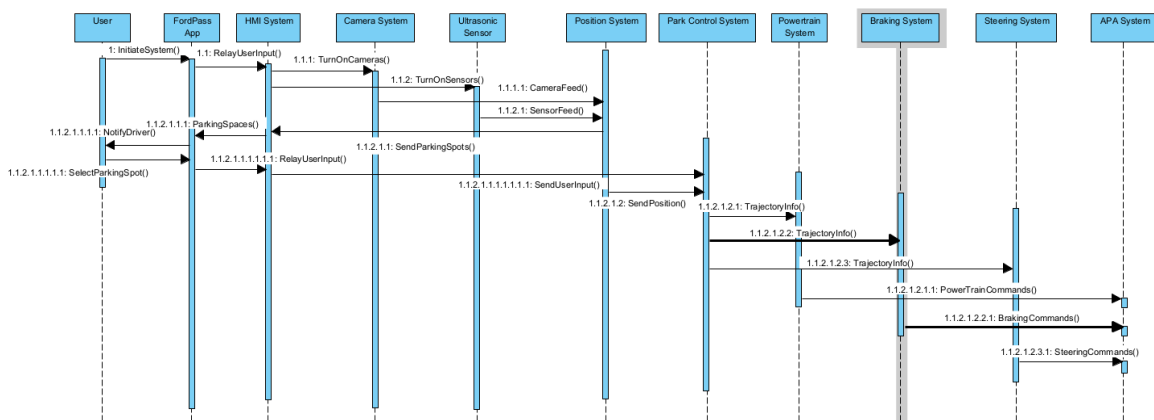 User
FordPass
App
HMI System
Camera System
Ultrasonic
Sensor
Position System
Park Control System
Powertrain
System
Braking System
Steering System
APA System
1: InitiateSystem()
1.1: RelayUserInput()
1.1.1: TurnOnCameras()
1.1.2: TurnOnSensors()
1.1.1.1: CameraFeed()
1.1.2.1: SensorFeed()
1.1.2.1.1.1: ParkingSpaces()
1.1.2.1.1.1.1: NotifyDriver()
1.1.2.1.1: SendParkingSpots()
1.1.2.1.1.1.1.1.1: RelayUserInput()
1.1.2.1.1.1.1.1: SelectParkingSpot()
1.1.2.1.1.1.1.1.1.1: SendUserInput()
1.1.2.1.2: SendPosition()
1.1.2.1.2.1: TrajectoryInfo()
1.1.2.1.2.2: TrajectoryInfo()
1.1.2.1.2.3: TrajectoryInfo()
1.1.2.1.2.1.1: PowerTrainCommands()
1.1.2.1.2.2.1: BrakingCommands()
1.1.2.1.2.3.1: SteeringCommands()